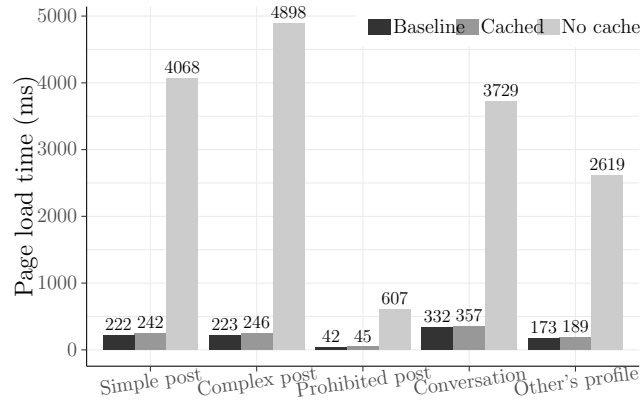 Baseline Cached No cache
Page load time (ms)
5000
4000
3000
2000
1000
0
222 242 4068
223 246 4898
42 45 607
332 357 3729
173 189 2619
Simple post
Complex post
Prohibited post
Conversation
Other's profile